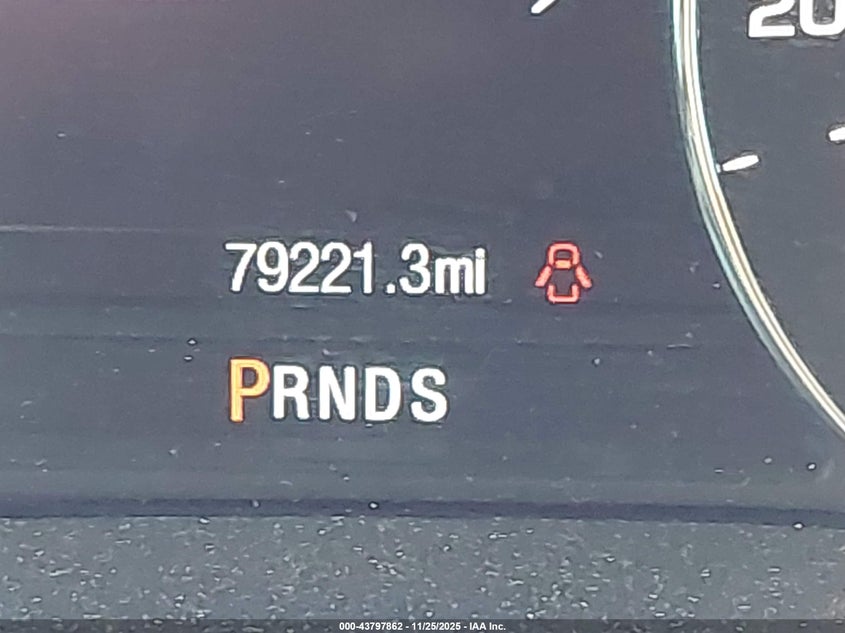 20
79221.3mi
PRNDS
000-43797862 - 11/25/2025 - IAA Inc.